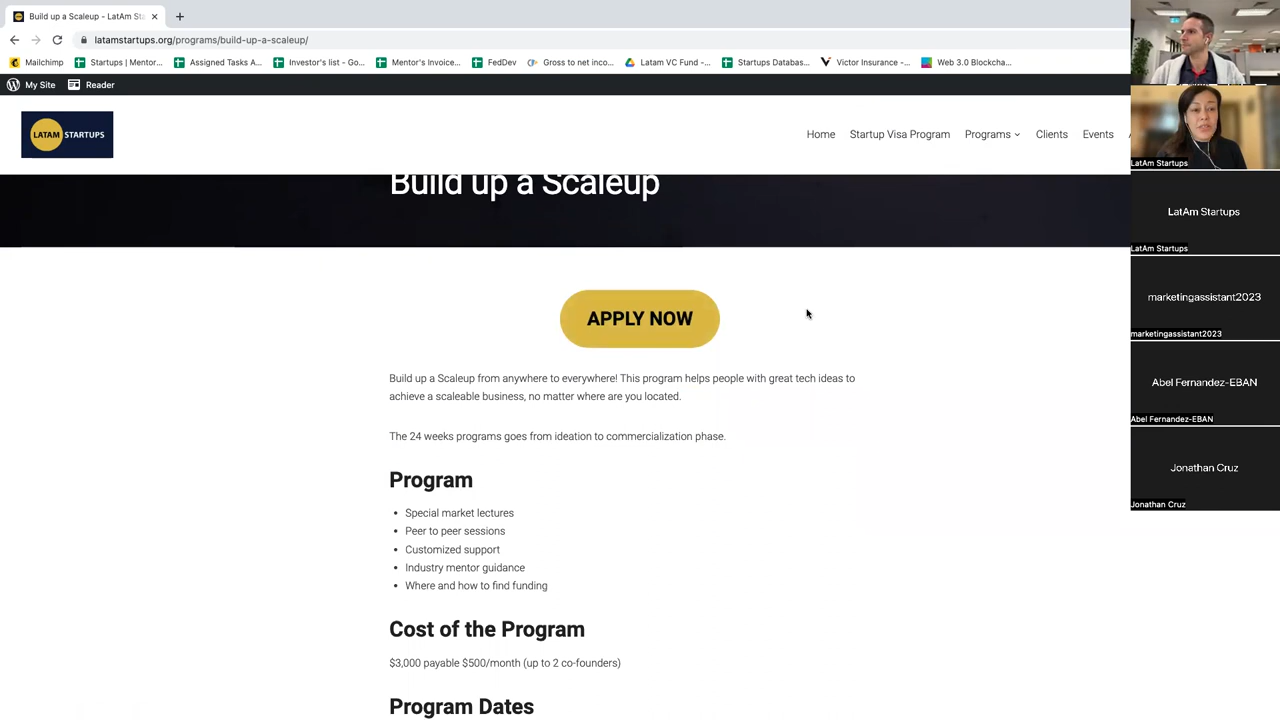 Build up a Scaleup - LatAm Sta
latamstartups.org/programs/build-up-a-scaleup/
Mailchimp
Startups | Mentor...
Assigned Tasks A...
Investor's list - Go...
Mentor's Invoice...
FedDev
Gross to net inco...
Latam VC Fund -...
Startups Databas...
Victor Insurance -...
Web 3.0 Blockcha...
My Site
Reader
LATAM STARTUPS
Home
Startup Visa Program
Programs
Clients
Events
Build up a Scaleup
APPLY NOW
Build up a Scaleup from anywhere to everywhere! This program helps people with great tech ideas to
achieve a scaleable business, no matter where are you located.
The 24 weeks programs goes from ideation to commercialization phase.
Program
• Special market lectures
• Peer to peer sessions
• Customized support
• Industry mentor guidance
• Where and how to find funding
Cost of the Program
$3,000 payable $500/month (up to 2 co-founders)
Program Dates
LatAm Startups
LatAm Startups
LatAm Startups
marketingassistant2023
marketingassistant2023
Abel Fernandez-EBAN
Abel Fernandez-EBAN
Jonathan Cruz
Jonathan Cruz